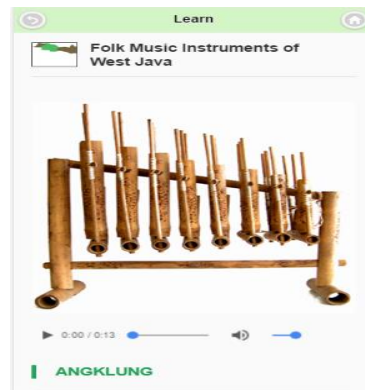 Learn
Folk Music Instruments of
West Java
0:00 / 0:13
ANGKLUNG